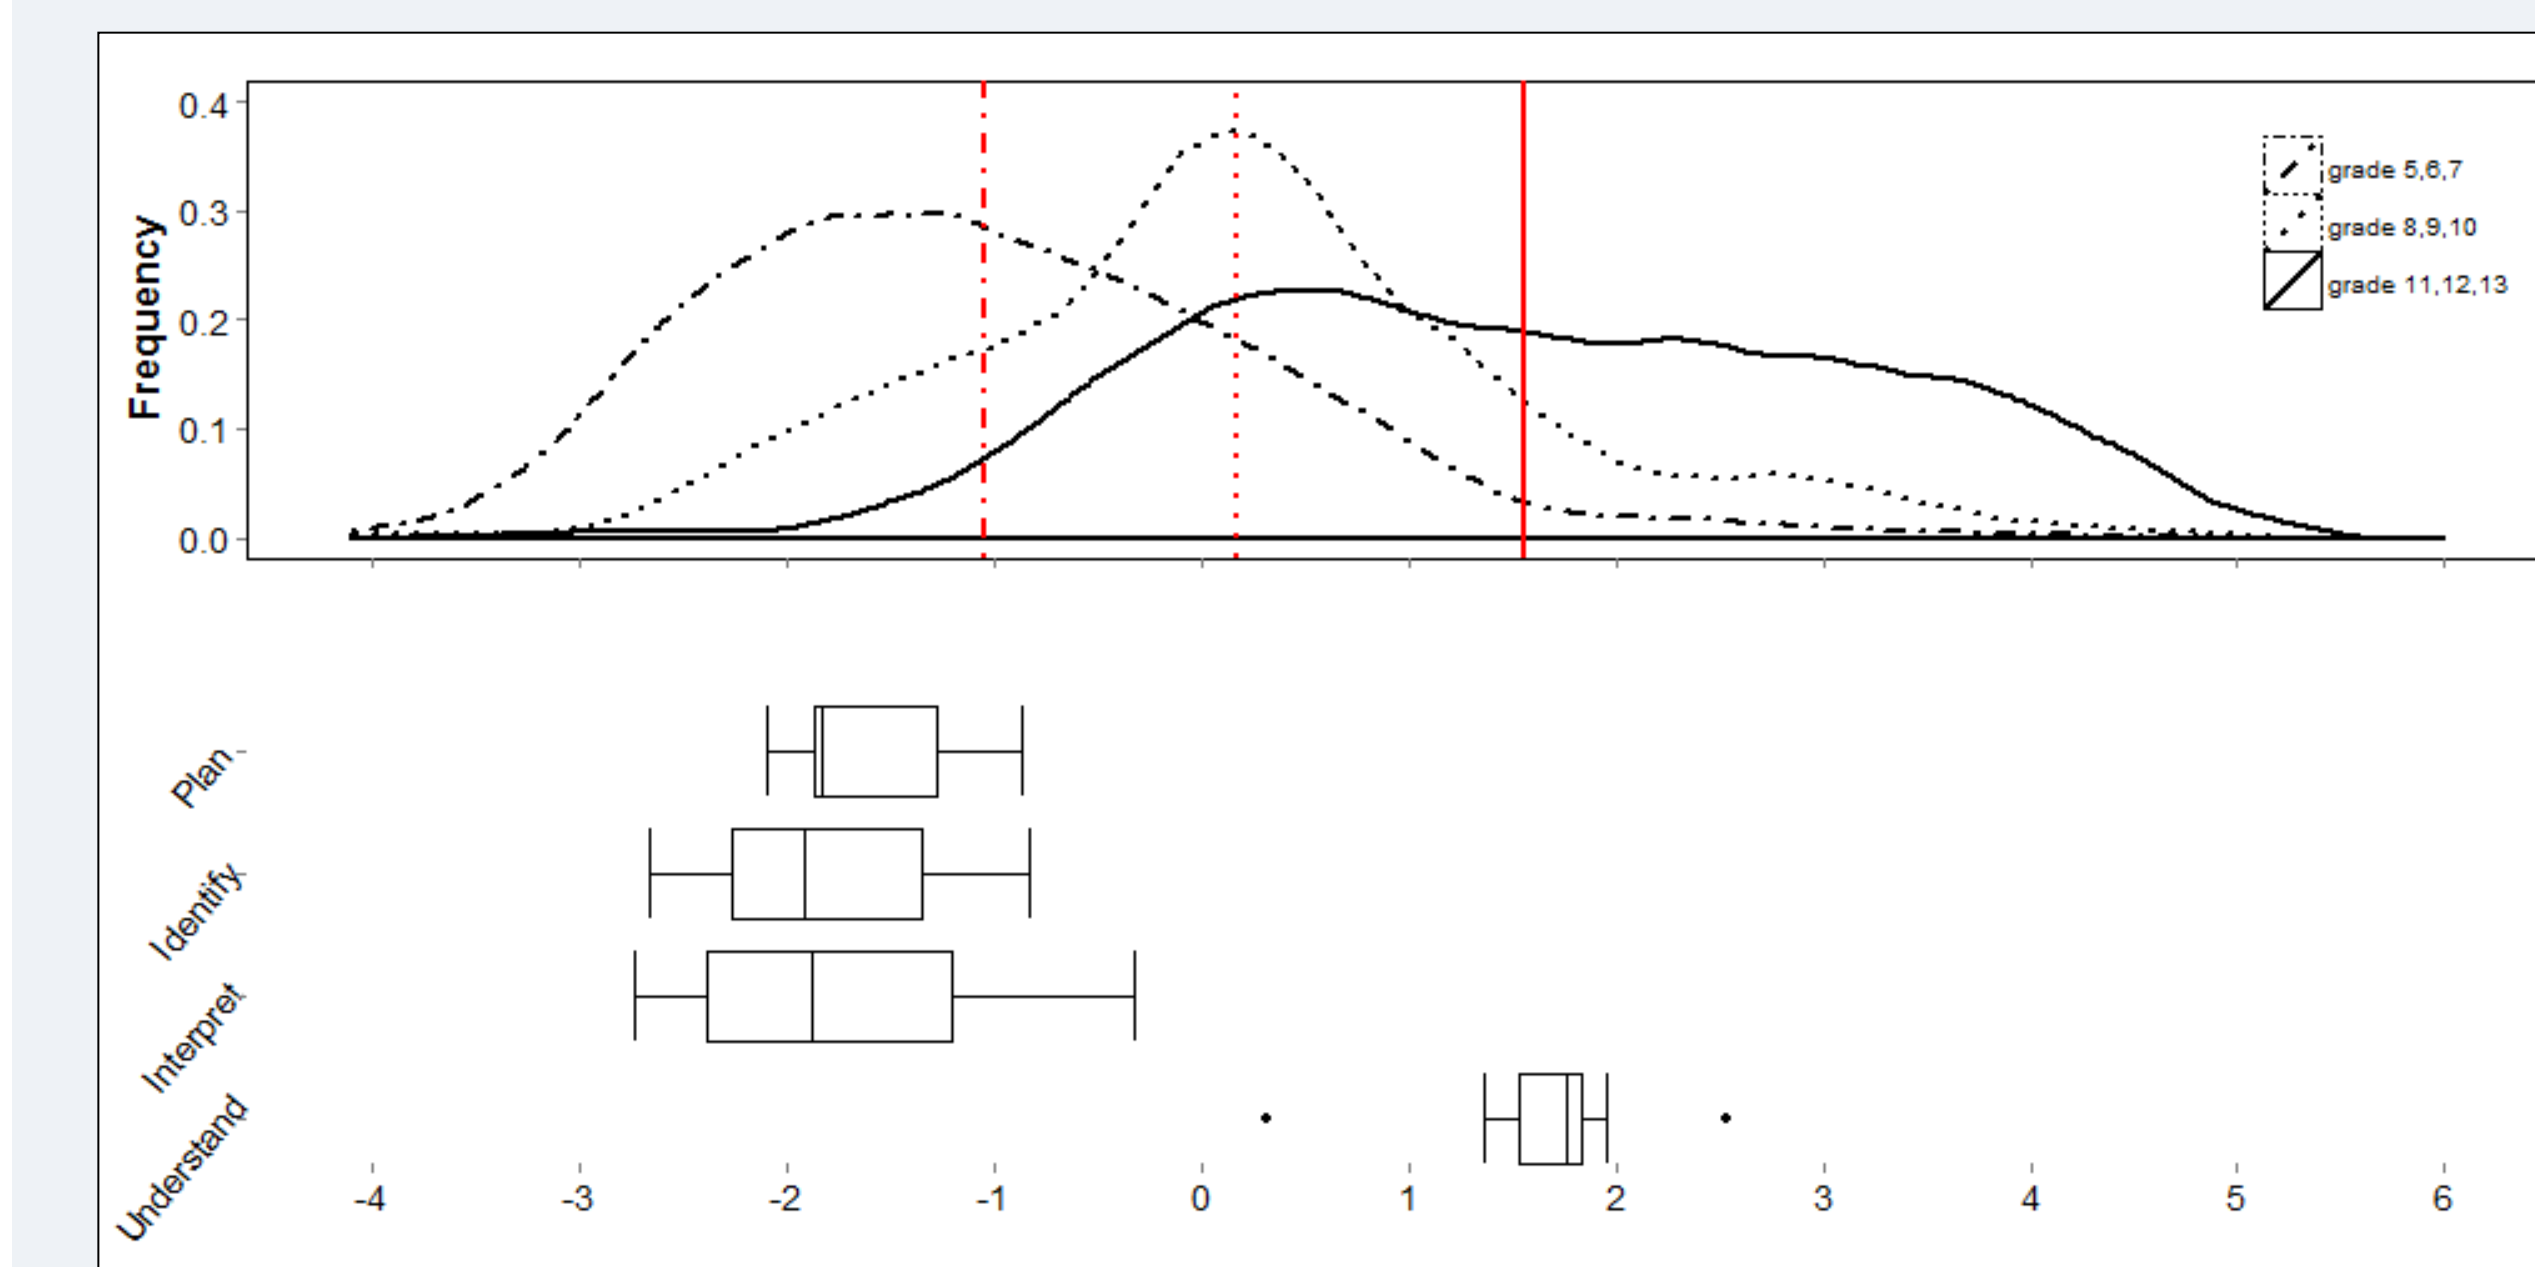 Frequency
0.4
0.3
0.2
0.1
0.0
grade 5,6,7
grade 8,9,10
grade 11,12,13
Plan
Identify
Interpret
Understand
-4 -3 -2 -1 0 1 2 3 4 5 6